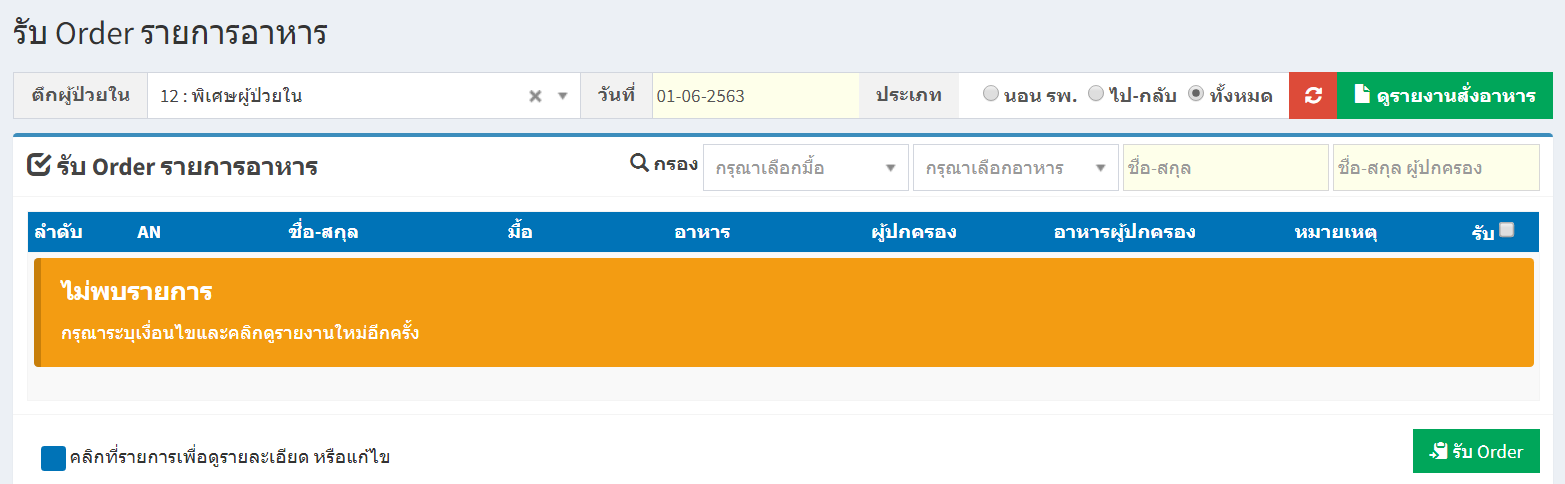 รับ Order รายการอาหาร
ตึกผู้ป่วยใน 12 : พิเศษผู้ป่วยใน วันที่ 01-06-2563 ประเภท นอน รพ. ไป-กลับ ทั้งหมด ดูรายงานสั่งอาหาร
รับ Order รายการอาหาร กรอง กรุณาเลือกมื้อ กรุณาเลือกอาหาร ชื่อ-สกุล ชื่อ-สกุล ผู้ปกครอง
ลำดับ AN ชื่อ-สกุล มื้อ อาหาร ผู้ปกครอง อาหารผู้ปกครอง หมายเหตุ รับ
ไม่พบรายการ
กรุณาระบุเงื่อนไขและคลิกดูรายงานใหม่อีกครั้ง
คลิกที่รายการเพื่อดูรายละเอียด หรือแก้ไข รับ Order